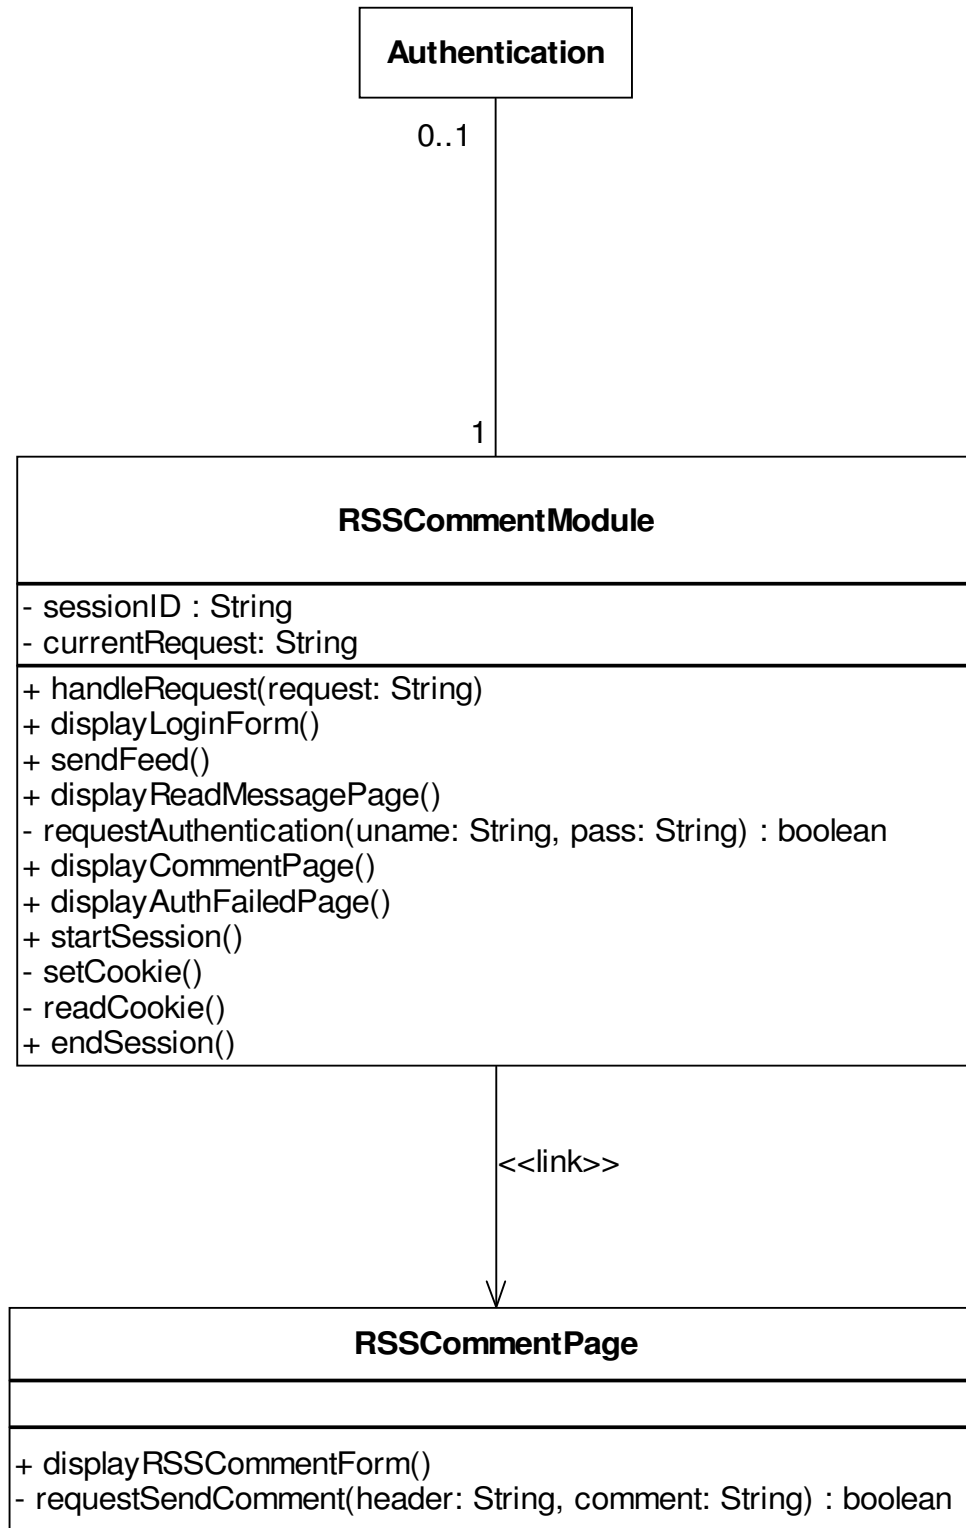 Authentication
0..1
1
RSSCommentModule
- sessionID : String
- currentRequest: String
+ handleRequest(request: String)
+ displayLoginForm()
+ sendFeed()
+ displayReadMessagePage()
- requestAuthentication(uname: String, pass: String) : boolean
+ displayCommentPage()
+ displayAuthFailedPage()
+ startSession()
- setCookie()
- readCookie()
+ endSession()
<<link>>
RSSCommentPage
+ displayRSSCommentForm()
- requestSendComment(header: String, comment: String) : boolean